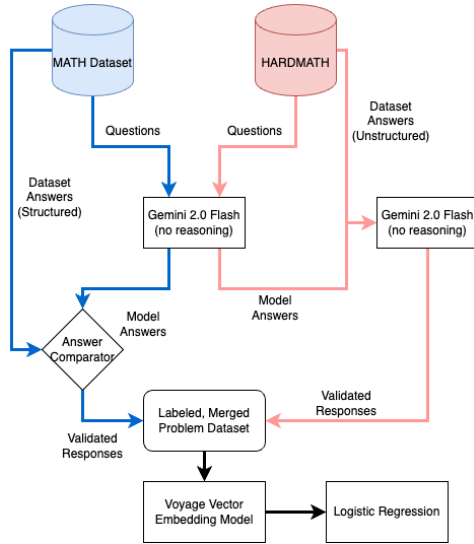 MATH Dataset
HARDMATH
Questions
Questions
Dataset
Answers
(Unstructured)
Dataset
Answers
(Structured)
Gemini 2.0 Flash
(no reasoning)
Gemini 2.0 Flash
(no reasoning)
Model
Answers
Model
Answers
Answer
Comparator
Validated
Responses
Labeled, Merged
Problem Dataset
Validated
Responses
Voyage Vector
Embedding Model
Logistic Regression